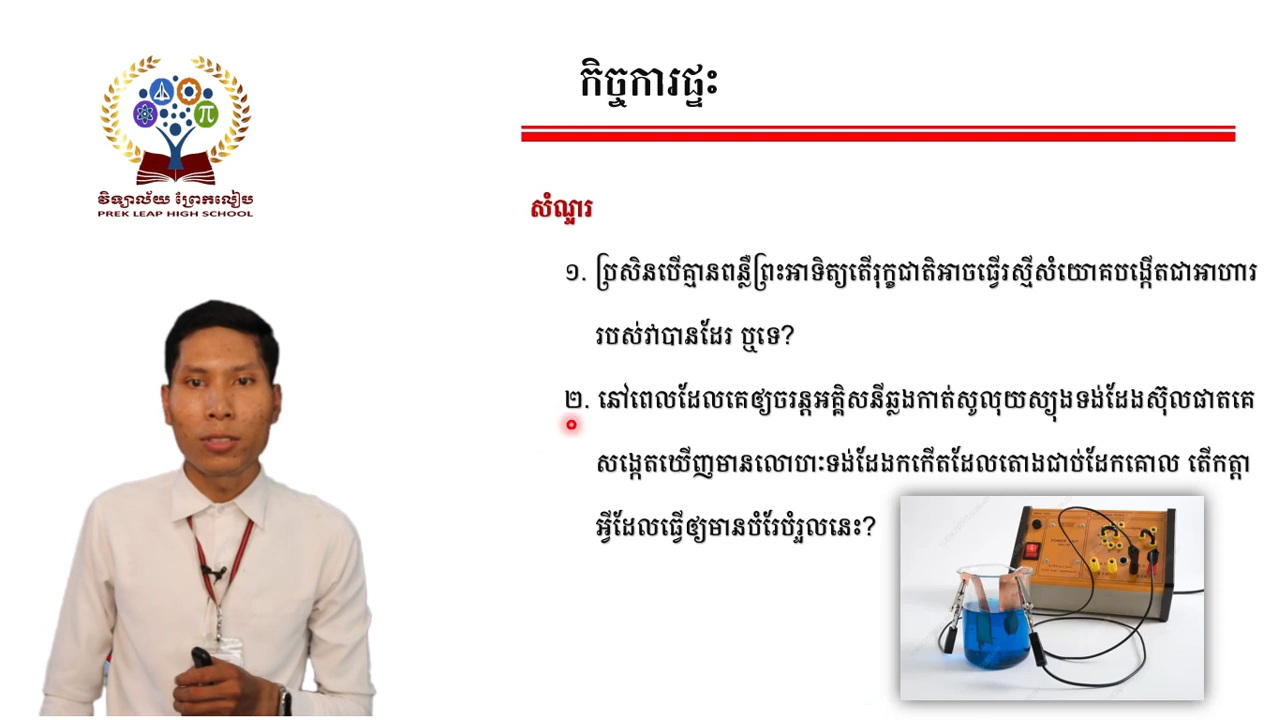 កិច្ចការផ្ទះ
វិទ្យាល័យ ព្រែកលៀប
PREK LEAP HIGH SCHOOL
សំណួរ
១. ប្រសិនបើគ្មានពន្លឺព្រះអាទិត្យតើរុក្ខជាតិអាចធ្វើរស្មីសំយោគបង្កើតជាអាហារ
របស់វាបានដែរ ឬទេ?
២. នៅពេលដែលគេឲ្យចរន្តអគ្គិសនីឆ្លងកាត់សូលុយស្យុងទង់ដែងស៊ុលផាតគេ
សង្កេតឃើញមានលោហៈទង់ដែងកកើតដែលតោងជាប់ដែកគោល តើកត្តា
អ្វីដែលធ្វើឲ្យមានបំរែបំរួលនេះ?